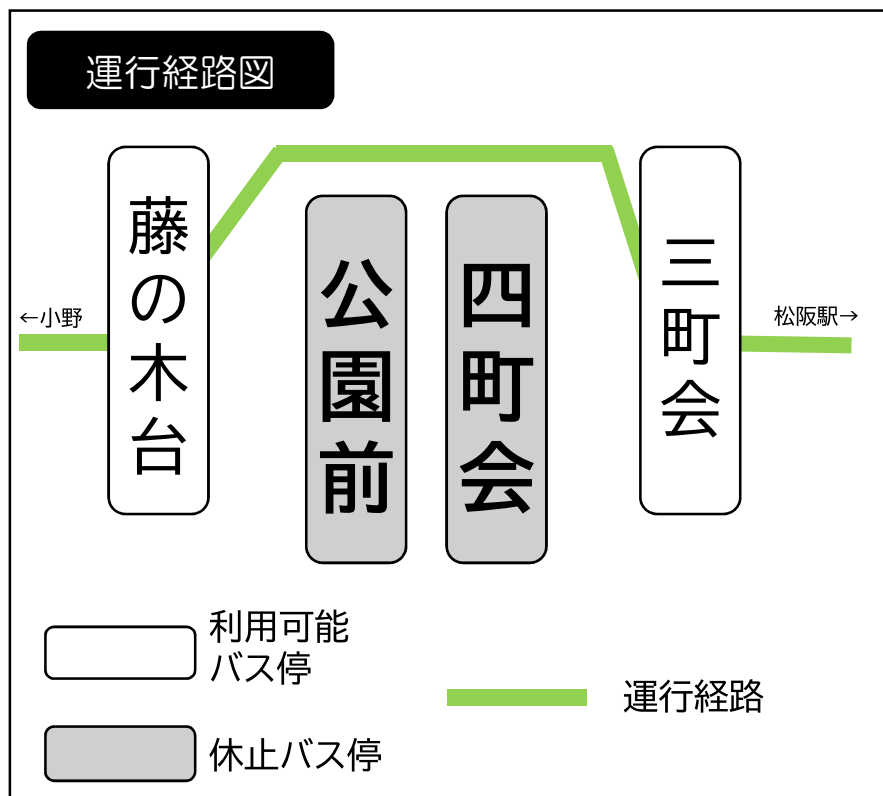 運行経路図
藤の木台
公園前
四町会
三町会
←小野
松阪駅→
利用可能
バス停
運行経路
休止バス停